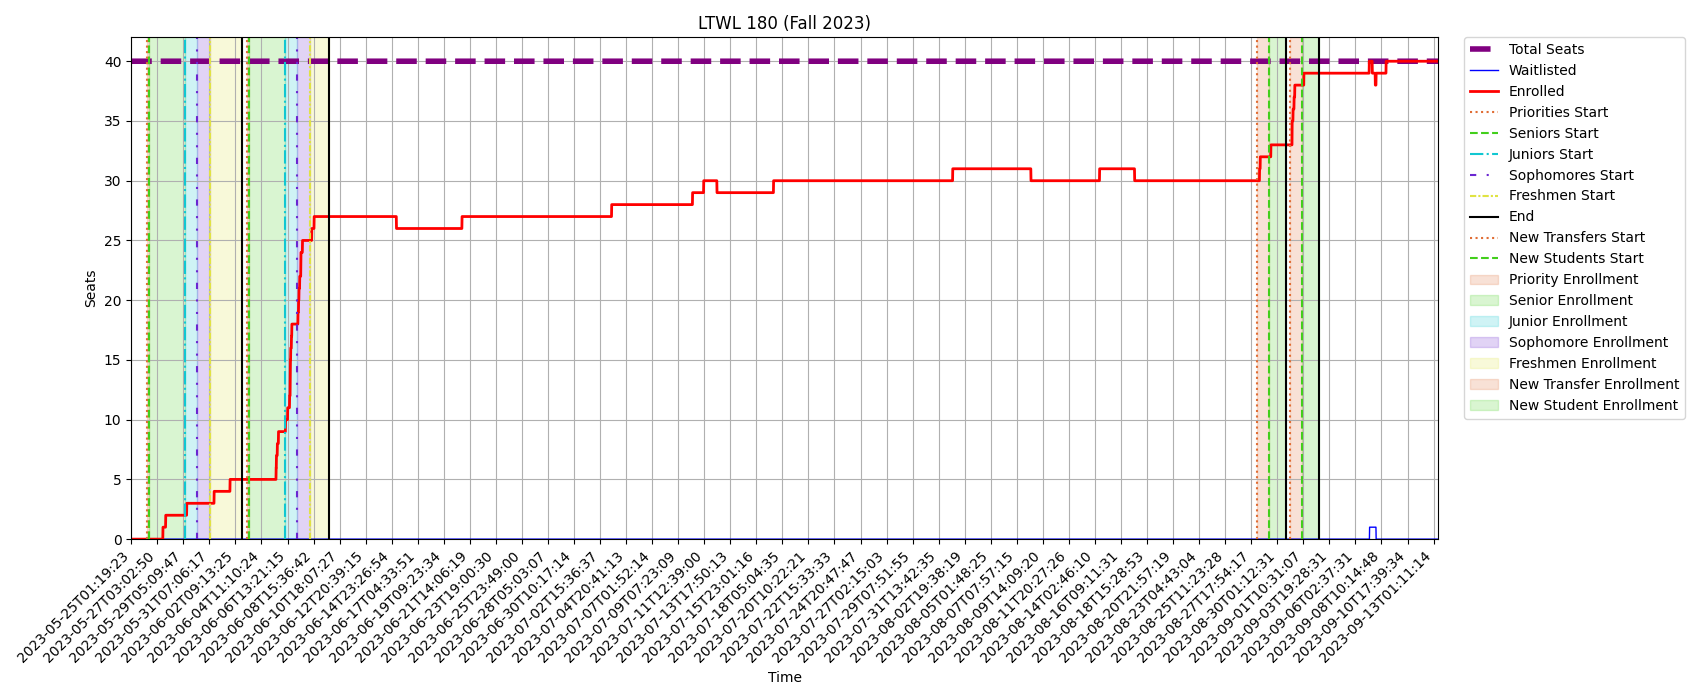 LTWL 180 (Fall 2023)
40
35
30
25
20
15
10
5
0
Seats
2023-05-25T01:19:23
2023-05-27T03:02:50
2023-05-29T05:09:47
2023-05-31T07:06:17
2023-06-02T09:13:25
2023-06-04T11:10:24
2023-06-06T13:21:15
2023-06-08T15:36:42
2023-06-10T18:07:27
2023-06-12T20:39:15
2023-06-14T23:26:54
2023-06-17T04:33:51
2023-06-19T09:23:34
2023-06-21T14:06:19
2023-06-23T19:00:30
2023-06-25T23:49:00
2023-06-28T05:03:07
2023-06-30T10:17:14
2023-07-02T15:36:37
2023-07-04T20:41:13
2023-07-07T01:52:14
2023-07-09T07:23:09
2023-07-11T12:39:00
2023-07-13T17:50:13
2023-07-15T23:01:16
2023-07-18T05:04:35
2023-07-20T10:22:21
2023-07-22T15:33:33
2023-07-24T20:47:47
2023-07-27T02:15:03
2023-07-29T07:51:55
2023-07-31T13:42:35
2023-08-02T19:38:19
2023-08-05T01:48:25
2023-08-07T07:57:15
2023-08-09T14:09:20
2023-08-11T20:27:26
2023-08-14T02:46:10
2023-08-16T09:11:31
2023-08-18T15:28:53
2023-08-20T21:57:19
2023-08-23T04:43:04
2023-08-25T11:23:28
2023-08-27T17:54:17
2023-08-30T01:12:31
2023-09-01T10:31:07
2023-09-03T19:28:31
2023-09-06T02:37:31
2023-09-08T10:14:48
2023-09-10T17:39:34
2023-09-13T01:11:14
Time
Total Seats
Waitlisted
Enrolled
Priorities Start
Seniors Start
Juniors Start
Sophomores Start
Freshmen Start
End
New Transfers Start
New Students Start
Priority Enrollment
Senior Enrollment
Junior Enrollment
Sophomore Enrollment
Freshmen Enrollment
New Transfer Enrollment
New Student Enrollment